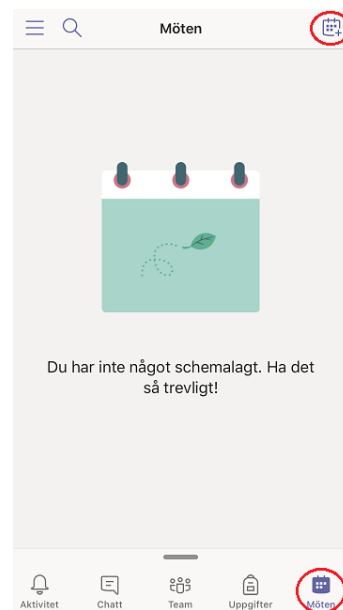 Möten
Du har inte något schemalagt. Ha det
så trevligt!
Aktivitet
Chatt
Team
Uppgifter
Möten